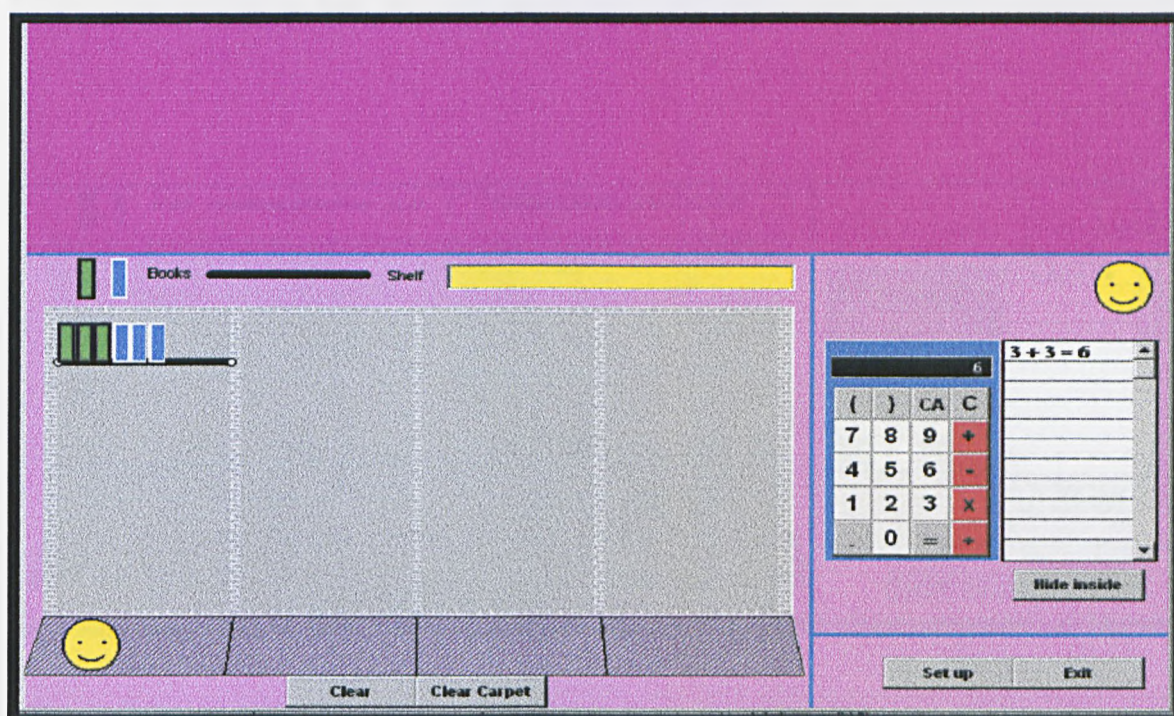 Books
Shelf
3 + 3 = 6
6
( ) CA C
7 8 9 +
4 5 6 -
1 2 3 x
. 0 = ÷
Hide inside
Set up
Exit
Clear
Clear Carpet